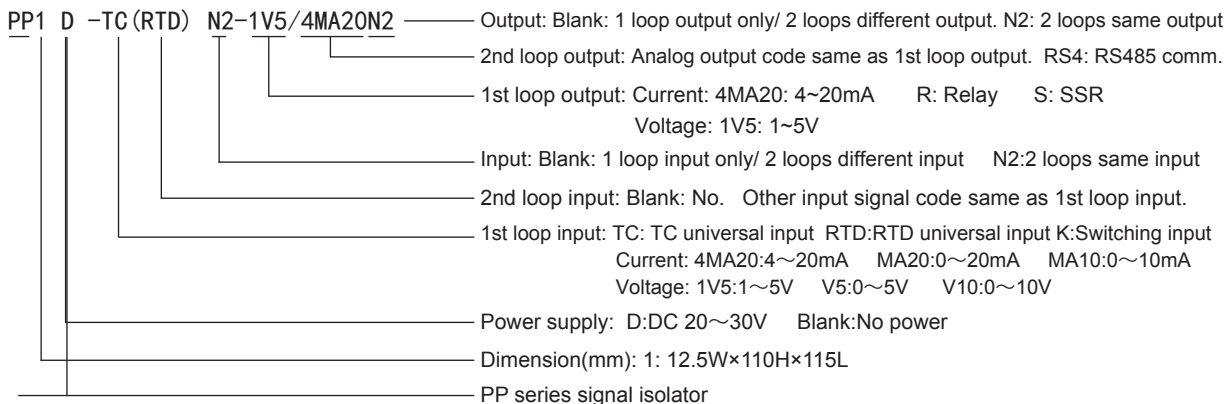 PP1 D -TC(RTD) N2-1V5/4MA20N2
Output: Blank: 1 loop output only/ 2 loops different output. N2: 2 loops same output
2nd loop output: Analog output code same as 1st loop output. RS4: RS485 comm.
1st loop output: Current: 4MA20: 4~20mA R: Relay S: SSR
Voltage: 1V5: 1~5V
Input: Blank: 1 loop input only/ 2 loops different input N2:2 loops same input
2nd loop input: Blank: No. Other input signal code same as 1st loop input.
1st loop input: TC: TC universal input RTD:RTD universal input K:Switching input
Current: 4MA20:4～20mA MA20:0～20mA MA10:0～10mA
Voltage: 1V5:1～5V V5:0～5V V10:0～10V
Power supply: D:DC 20～30V Blank:No power
Dimension(mm): 1: 12.5W×110H×115L
PP series signal isolator